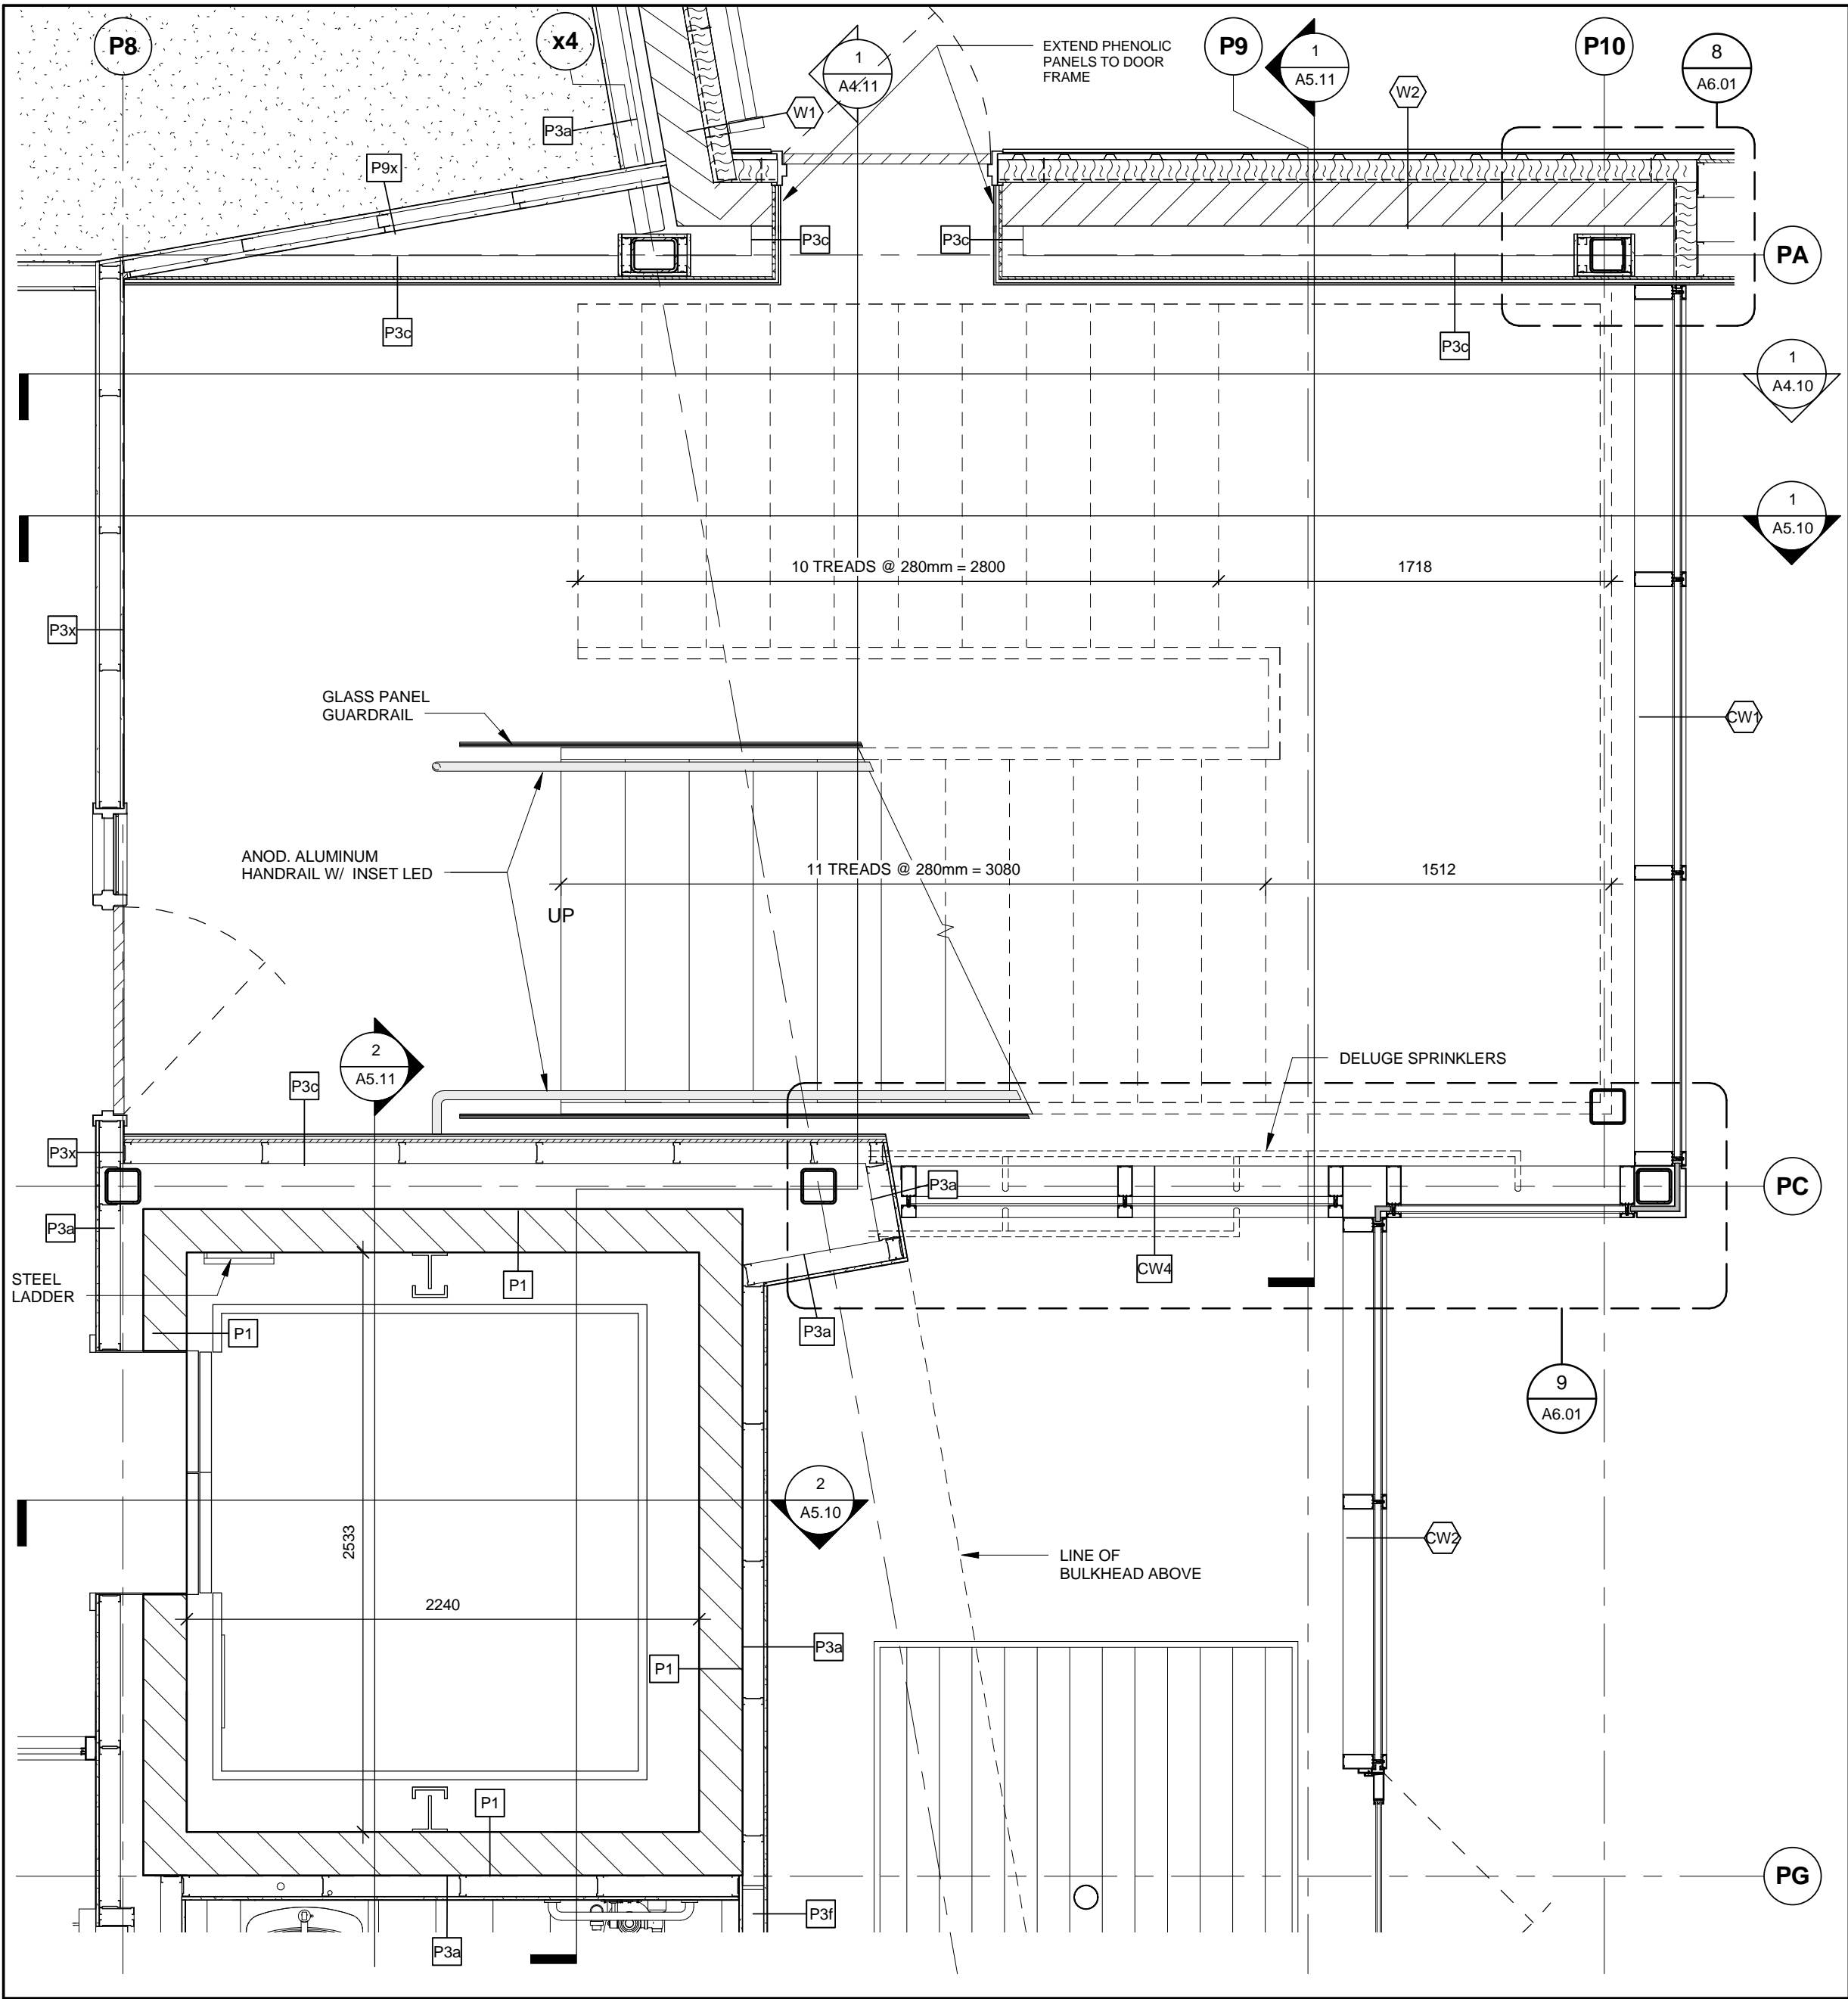 P8
x4
1
A4.11
EXTEND PHENOLIC
PANELS TO DOOR
FRAME
P9
1
A5.11
P10
8
A6.01
W2
W1
P3a
P9x
P3c
P3c
PA
P3c
P3c
1
A4.10
1
A5.10
10 TREADS @ 280mm = 2800
1718
P3x
GLASS PANEL
GUARDRAIL
CW1
ANOD. ALUMINUM
HANDRAIL W/ INSET LED
11 TREADS @ 280mm = 3080
1512
UP
2
A5.11
DELUGE SPRINKLERS
P3c
P3x
P3a
PC
P3a
STEEL
LADDER
P1
CW4
P1
P3a
9
A6.01
2
A5.10
2533
LINE OF
BULKHEAD ABOVE
CW2
2240
P3a
P1
P1
PG
P3f
P3a